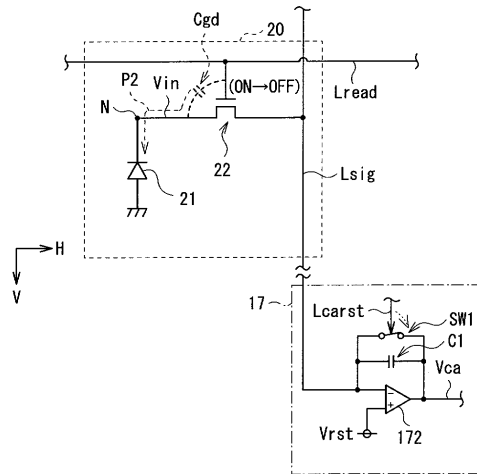 20
Cgd
P2
Vin
(ON→OFF)
Lread
N
22
21
Lsig
H
V
17
Lcarst
SW1
C1
Vca
−
+
Vrst
172